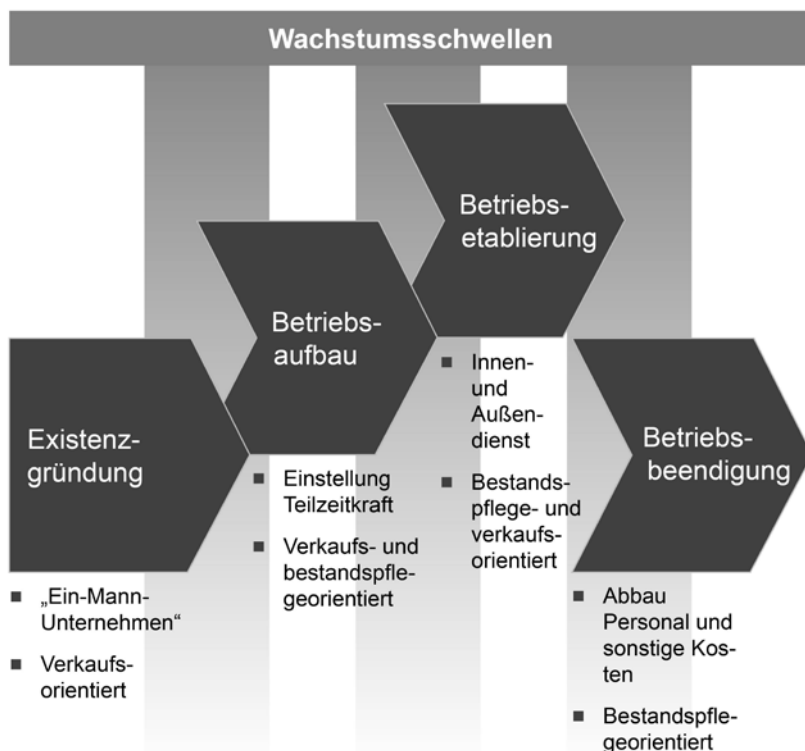 Wachstumsschwellen
Existenz-
gründung
■ „Ein-Mann-
Unternehmen“
■ Verkaufs-
orientiert
Betriebs-
aufbau
■ Einstellung
Teilzeitkraft
■ Verkaufs- und
bestandspfle-
georientiert
Betriebs-
etablierung
■ Innen-
und
Außen-
dienst
■ Bestands-
pflege- und
verkaufs-
orientiert
Betriebs-
beendigung
■ Abbau
Personal und
sonstige Kos-
ten
■ Bestandspfle-
georientiert